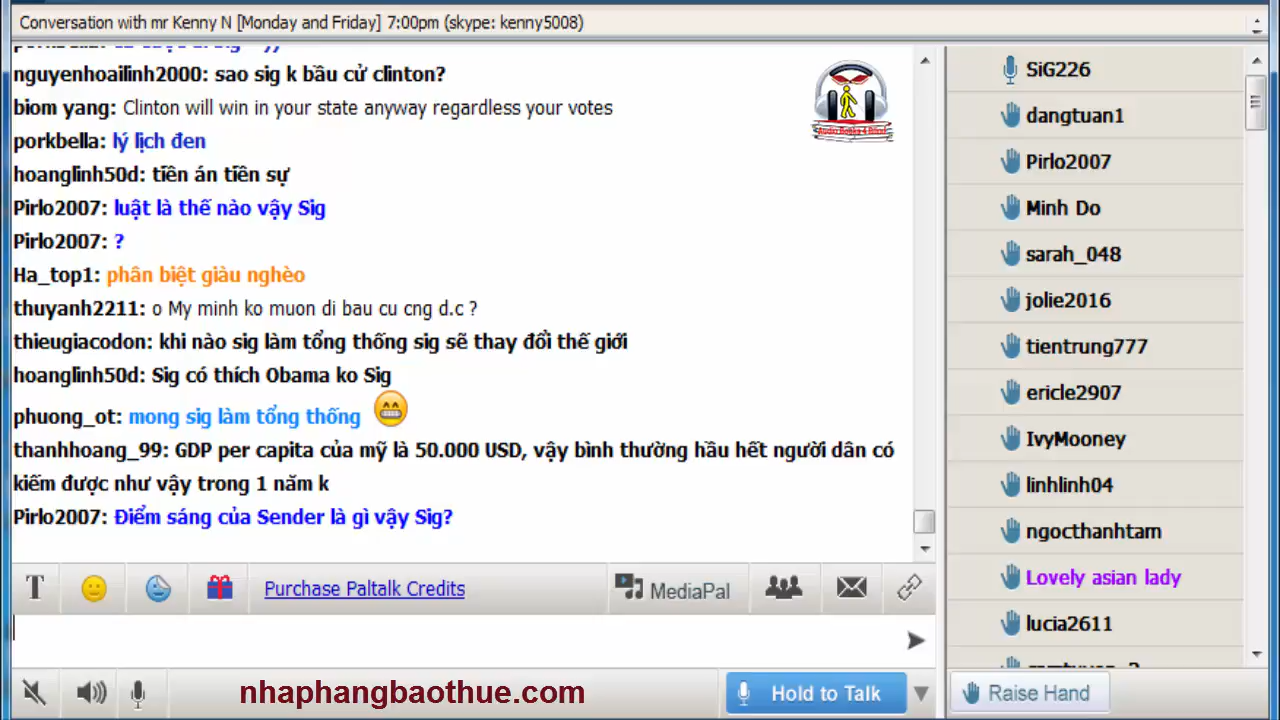 Conversation with mr Kenny N [Monday and Friday] 7:00pm (skype: kenny5008)
nguyenhoailinh2000: sao sig k bầu cử clinton?
biom yang: Clinton will win in your state anyway regardless your votes
porkbella: lý lịch đen
hoanglinh50d: tiền án tiền sự
Pirlo2007: luật là thế nào vậy Sig
Pirlo2007: ?
Ha_top1: phân biệt giàu nghèo
thuyanh2211: o My minh ko muon di bau cu cng d.c ?
thieugiacodon: khi nào sig làm tổng thống sig sẽ thay đổi thế giới
hoanglinh50d: Sig có thích Obama ko Sig
phuong_ot: mong sig làm tổng thống
thanhhoang_99: GDP per capita của mỹ là 50.000 USD, vậy bình thường hầu hết người dân có
kiếm được như vậy trong 1 năm k
Pirlo2007: Điểm sáng của Sender là gì vậy Sig?
Audio Books 4 Blind
T
Purchase Paltalk Credits
MediaPal
nhaphangbaothue.com
Hold to Talk
SiG226
dangtuan1
Pirlo2007
Minh Do
sarah_048
jolie2016
tientrung777
ericle2907
IvyMooney
linhlinh04
ngocthanhtam
Lovely asian lady
lucia2611
Raise Hand